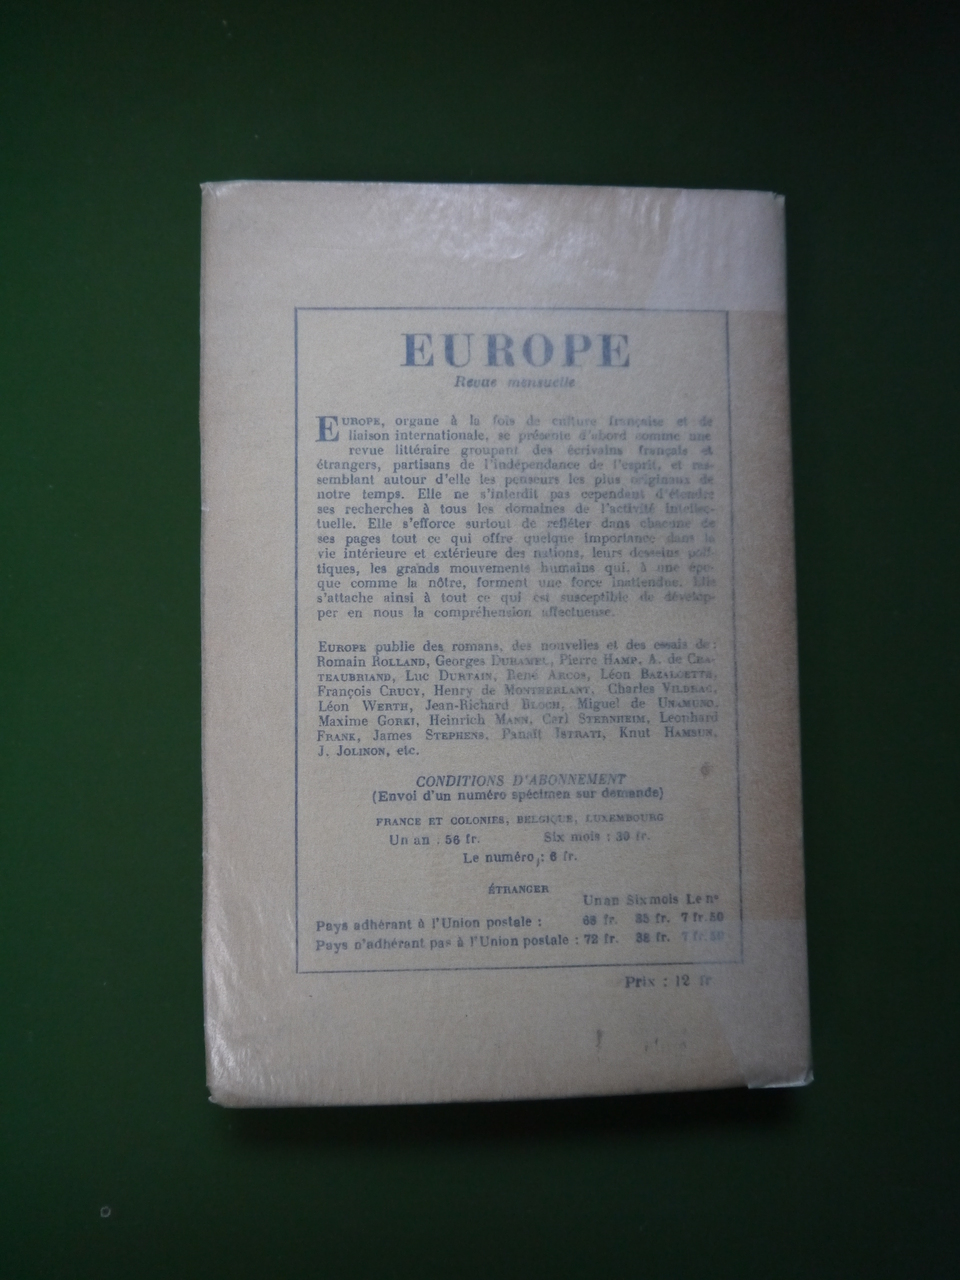 EUROPE
Revue mensuelle
EUROPE, organe à la fois de culture française et de
liaison internationale, se présente d'abord comme une
revue littéraire groupant des écrivains français et
étrangers, partisans de l'indépendance de l'esprit, et ras-
semblant autour d'elle les penseurs les plus originaux de
notre temps. Elle ne s'interdit pas cependant d'étendre
ses recherches à tous les domaines de l'activité intellec-
tuelle. Elle s'efforce surtout de refléter dans chacune de
ses pages tout ce qui offre quelque importance dans la
vie intérieure et extérieure des nations, leurs desseins poli-
tiques, les grands mouvements humains qui, à une épo-
que comme la nôtre, forment une force inattendue. Elle
s'attache ainsi à tout ce qui est susceptible de dévelop-
per en nous la compréhension affectueuse.
EUROPE publie des romans, des nouvelles et des essais de :
Romain ROLLAND, Georges DUHAMEL, Pierre HAMP, A. de CHA-
TEAUBRIAND, Luc DURTAIN, René ARCOS, Léon BAZALGETTE,
François CRUCY, Henry de MONTHERLANT, Charles VILDRAC,
Léon WERTH, Jean-Richard BLOCH, Miguel de UNAMUNO,
Maxime GORKI, Heinrich MANN, Carl STERNHEIM, Leonhard
FRANK, James STEPHENS, Panaït ISTRATI, Knut HAMSUN,
J. JOLINON, etc.
CONDITIONS D'ABONNEMENT
(Envoi d'un numéro spécimen sur demande)
FRANCE ET COLONIES, BELGIQUE, LUXEMBOURG
Un an : 56 fr. Six mois : 30 fr.
Le numéro : 6 fr.
ÉTRANGER
Un an Six mois Le nº
Pays adhérant à l'Union postale : 68 fr. 35 fr. 7 fr. 50
Pays n'adhérant pas à l'Union postale : 72 fr. 38 fr. 7 fr. 50
Prix : 12 fr